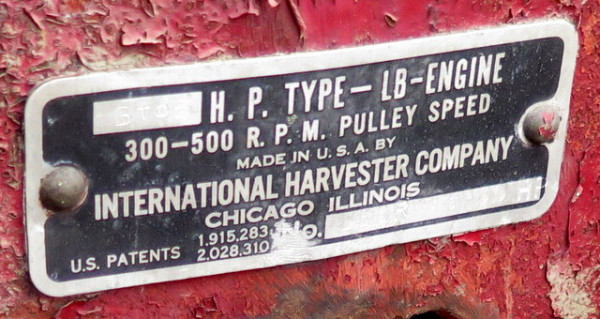 H. P. TYPE — LB-ENGINE
300—500 R. P. M. PULLEY SPEED
MADE IN U. S. A. BY
INTERNATIONAL HARVESTER COMPANY
CHICAGO ILLINOIS
U.S. PATENTS 1,915,283 NO.
2,028,310